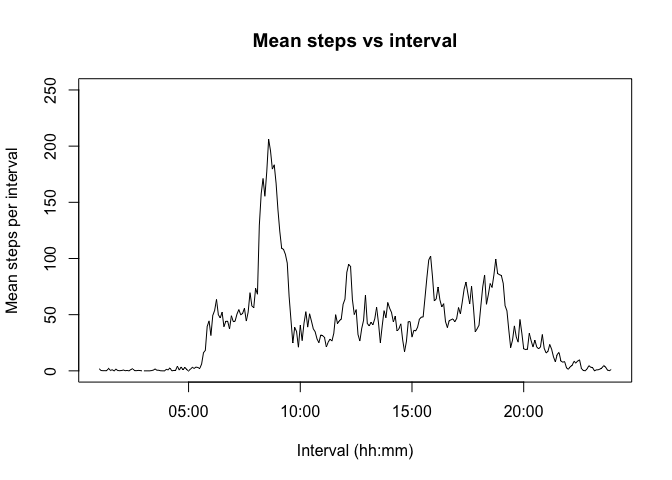 Mean steps vs interval
Mean steps per interval
250
200
150
100
50
0
05:00 10:00 15:00 20:00
Interval (hh:mm)